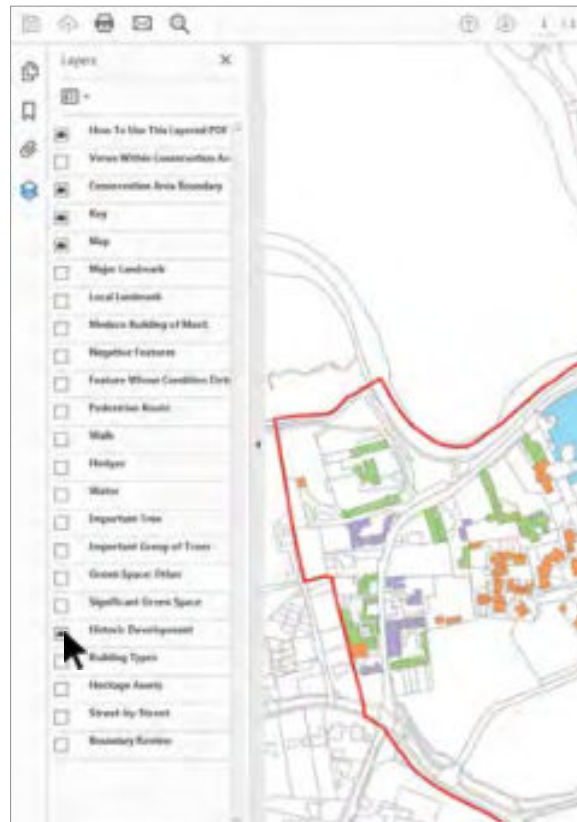 Layers
How To Use This Layered PDF
Views Within Conservation Ar
Conservation Area Boundary
Key
Map
Major Landmark
Local Landmark
Medieval Building of Merit
Negative Features
Feature Whose Condition Detr
Pedestrian Route
Walls
Hedges
Water
Important Tree
Important Group of Trees
Green Space: Other
Significant Green Space
Historic Development
Building Types
Heritage Assets
Street-by-Street
Boundary Review